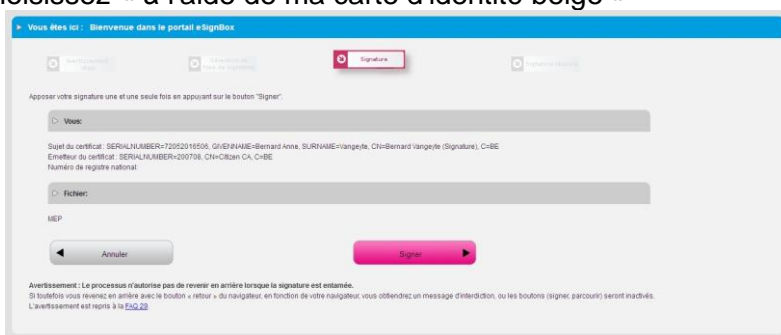 oisissez « à l'aide de ma carte d'identité belge »
Vous êtes ici : Bienvenue dans le portail eSignBox
Signature
Apposer votre signature une et une seule fois en appuyant sur le bouton "Signer".
Vous:
Sujet du certificat : SERIALNUMBER=72052016506, GIVENNAME=Bernard Anne, SURNAME=Vangeyte, CN=Bernard Vangeyte (Signature), C=BE
Emetteur du certificat : SERIALNUMBER=200708, CN=Citizen CA, C=BE
Numéro de registre national
Fichier:
MEP
Annuler
Signer
Avertissement : Le processus n'autorise pas de revenir en arrière lorsque la signature est entamée.
Si toutefois vous revenez en arrière avec le bouton « retour » du navigateur, en fonction de votre navigateur, vous obtiendrez un message d'interdiction, ou les boutons (signer, parcourir) seront inactivés.
L'avertissement est repris à la FAQ 29.